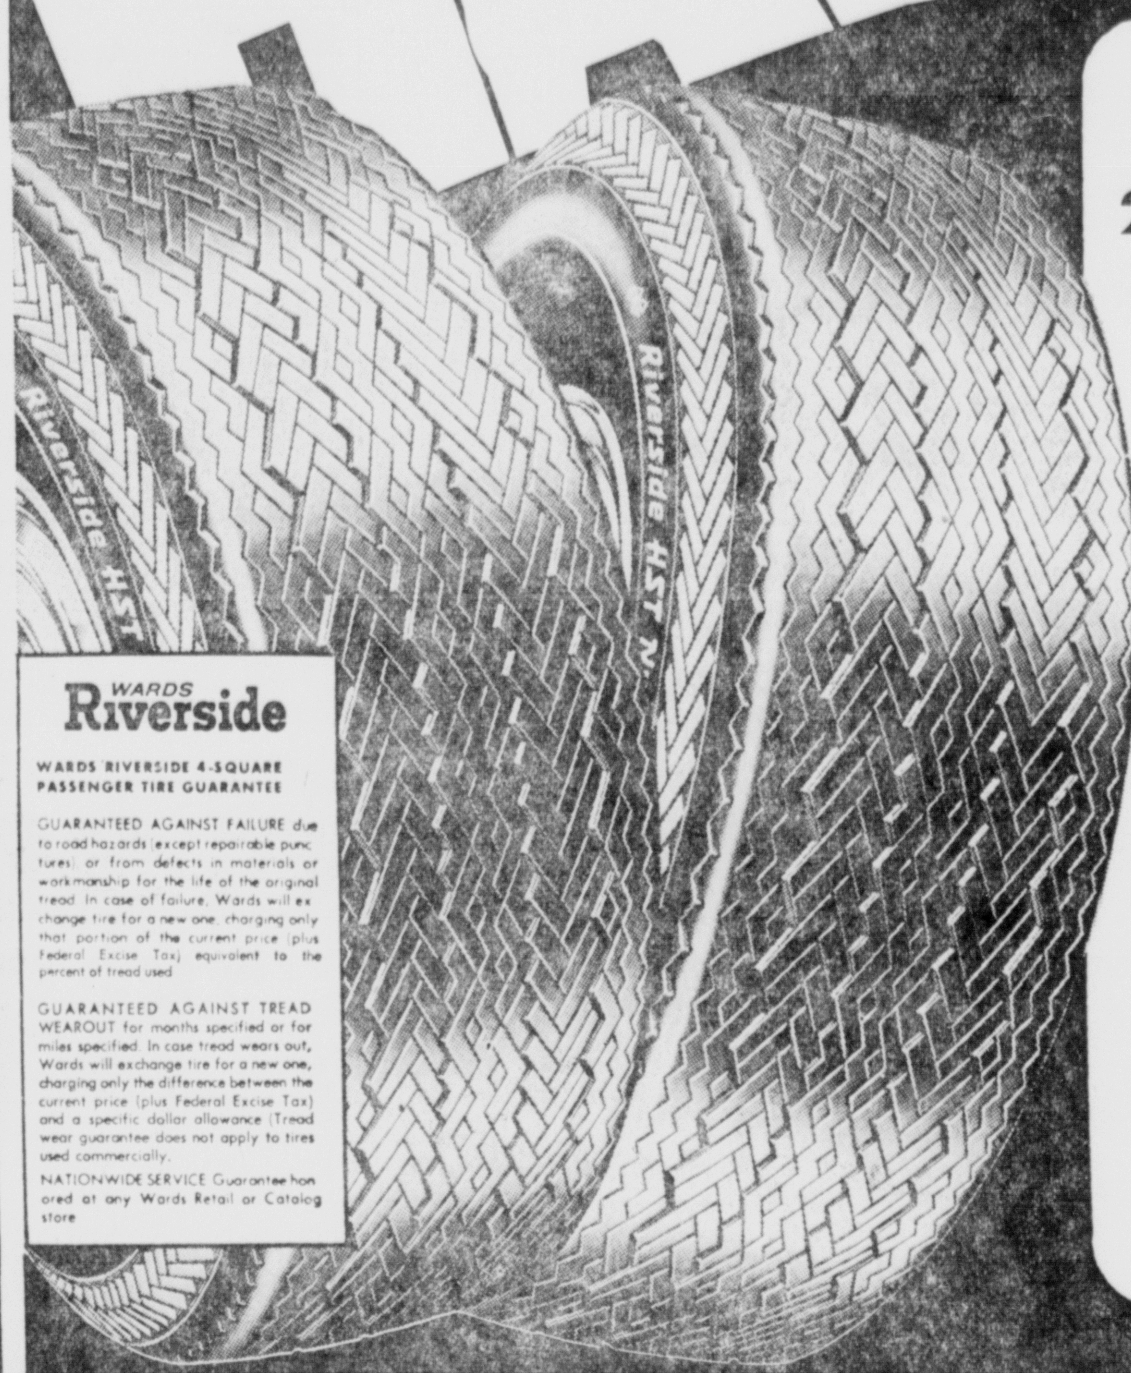 Riverside HST
Riverside HST N
WARDS
Riverside
WARDS RIVERSIDE 4-SQUARE
PASSENGER TIRE GUARANTEE
GUARANTEED AGAINST FAILURE due
to road hazards (except repairable punc
tures) or from defects in materials or
workmanship for the life of the original
tread. In case of failure, Wards will ex
change tire for a new one, charging only
that portion of the current price (plus
Federal Excise Tax) equivalent to the
percent of tread used
GUARANTEED AGAINST TREAD
WEAROUT for months specified or for
miles specified. In case tread wears out,
Wards will exchange tire for a new one,
charging only the difference between the
current price (plus Federal Excise Tax)
and a specific dollar allowance (Tread
wear guarantee does not apply to tires
used commercially.
NATIONWIDE SERVICE Guarantee hon
ored at any Wards Retail or Catalog
store